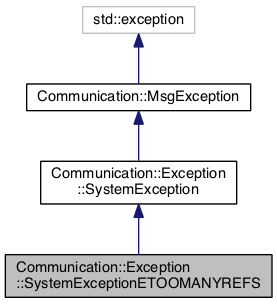 std::exception
Communication::MsgException
Communication::Exception
::SystemException
Communication::Exception
::SystemExceptionETOOMANYREFS